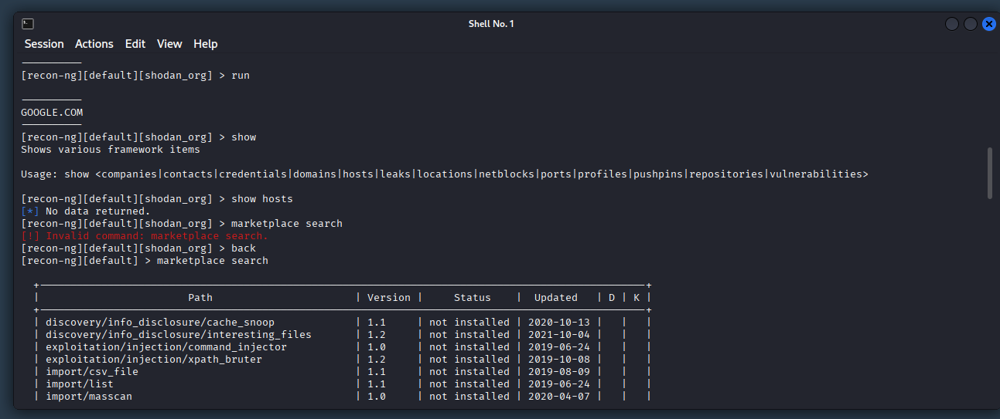 Shell No. 1
Session Actions Edit View Help
----------
[recon-ng][default][shodan_org] > run
----------
GOOGLE.COM
----------
[recon-ng][default][shodan_org] > show
Shows various framework items
Usage: show <companies|contacts|credentials|domains|hosts|leaks|locations|netblocks|ports|profiles|pushpins|repositories|vulnerabilities>
[recon-ng][default][shodan_org] > show hosts
[*] No data returned.
[recon-ng][default][shodan_org] > marketplace search
[!] Invalid command: marketplace search.
[recon-ng][default][shodan_org] > back
[recon-ng][default] > marketplace search
+---------------------------------------------------------------------------------------------------+
| Path | Version | Status | Updated | D | K |
+---------------------------------------------------------------------------------------------------+
| discovery/info_disclosure/cache_snoop | 1.1 | not installed | 2020-10-13 | | |
| discovery/info_disclosure/interesting_files | 1.2 | not installed | 2021-10-04 | | |
| exploitation/injection/command_injector | 1.0 | not installed | 2019-06-24 | | |
| exploitation/injection/xpath_bruter | 1.2 | not installed | 2019-10-08 | | |
| import/csv_file | 1.1 | not installed | 2019-08-09 | | |
| import/list | 1.1 | not installed | 2019-06-24 | | |
| import/masscan | 1.0 | not installed | 2020-04-07 | | |